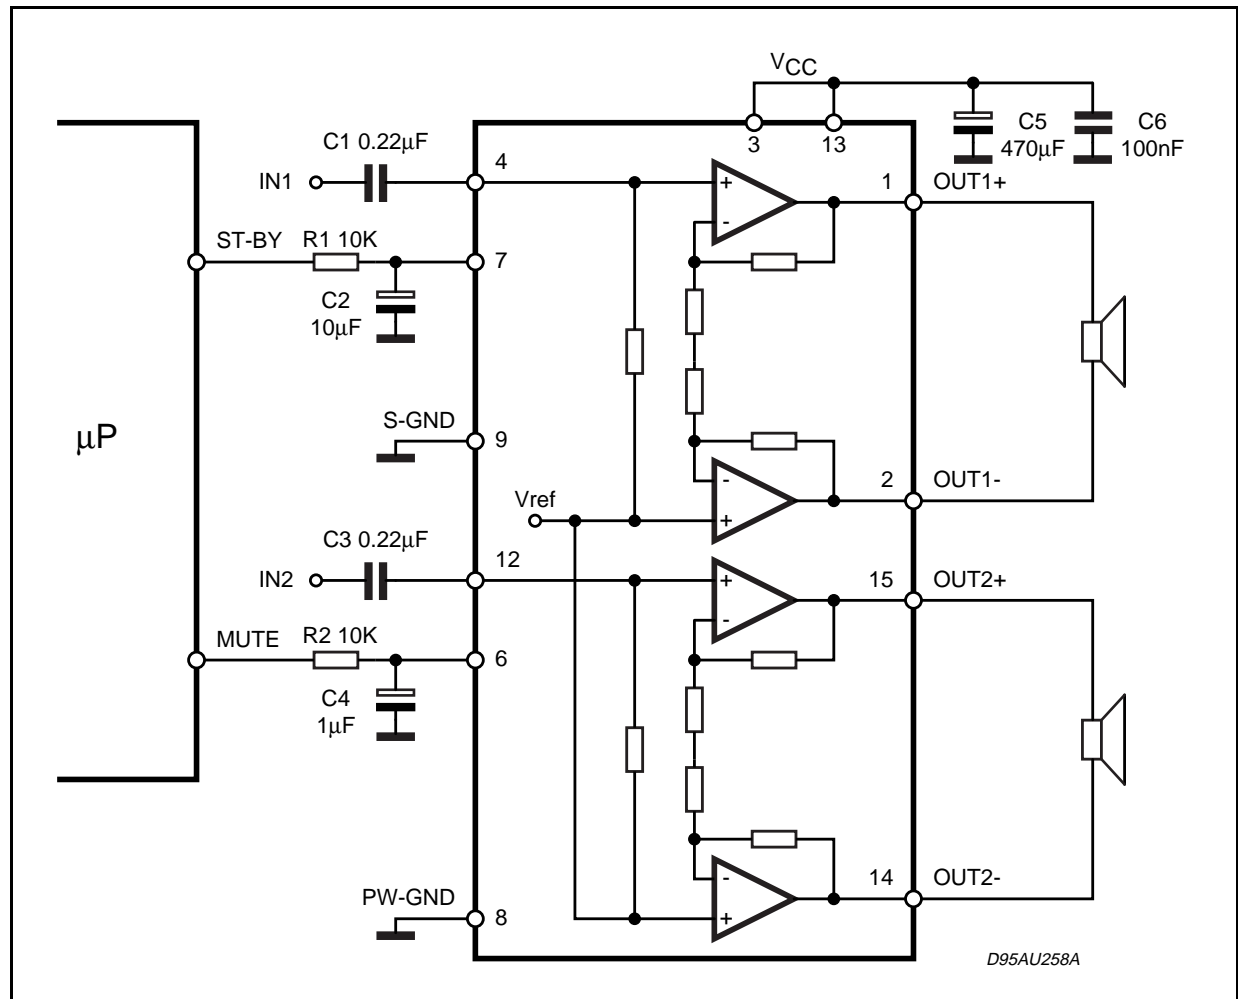 VCC
3
13
C5
470µF
C6
100nF
C1 0.22µF
IN1
4
+
-
1
OUT1+
ST-BY
R1 10K
7
C2
10µF
µP
S-GND
9
-
+
2
OUT1-
Vref
C3 0.22µF
IN2
12
+
-
15
OUT2+
MUTE
R2 10K
6
C4
1µF
PW-GND
8
-
+
14
OUT2-
D95AU258A